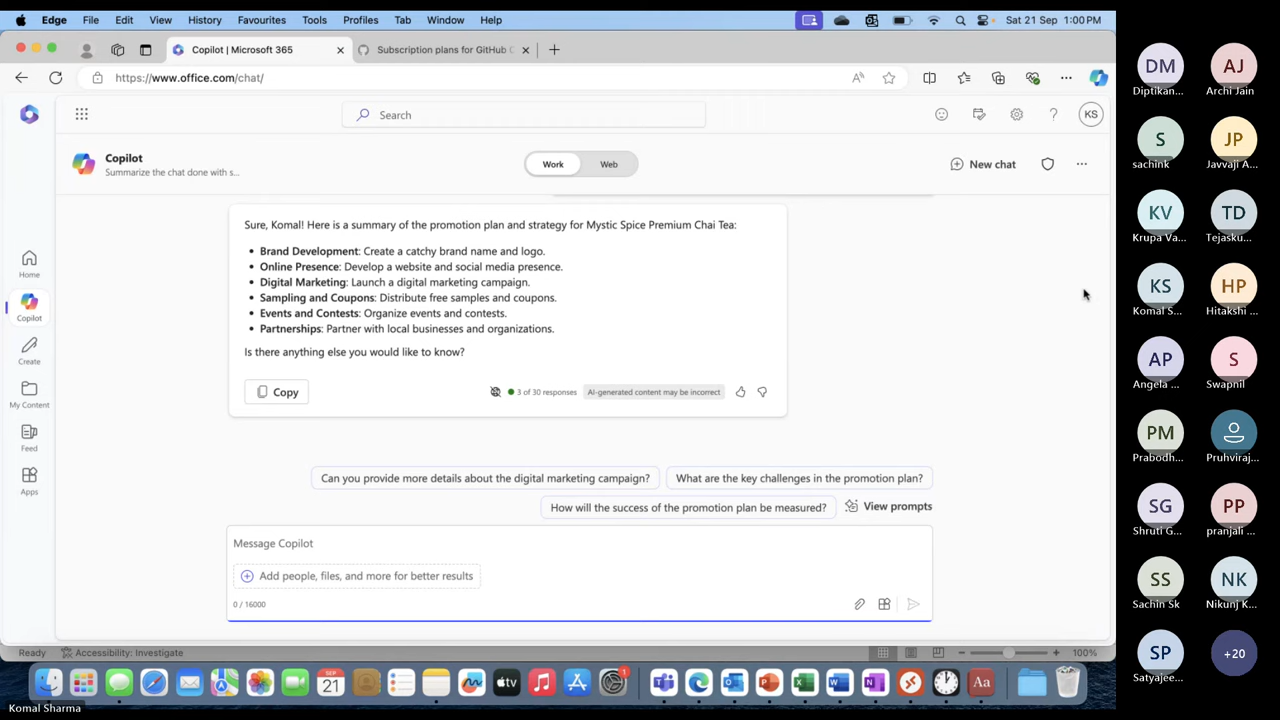 Edge File Edit View History Favourites Tools Profiles Tab Window Help Sat 21 Sep 1:00 PM
Copilot | Microsoft 365
Subscription plans for GitHub C
https://www.office.com/chat/
Search
KS
Copilot
Summarize the chat done with s...
Work Web
New chat
Sure, Komal! Here is a summary of the promotion plan and strategy for Mystic Spice Premium Chai Tea:
• Brand Development: Create a catchy brand name and logo.
• Online Presence: Develop a website and social media presence.
• Digital Marketing: Launch a digital marketing campaign.
• Sampling and Coupons: Distribute free samples and coupons.
• Events and Contests: Organize events and contests.
• Partnerships: Partner with local businesses and organizations.
Is there anything else you would like to know?
Copy
3 of 30 responses
AI-generated content may be incorrect
Can you provide more details about the digital marketing campaign?
What are the key challenges in the promotion plan?
How will the success of the promotion plan be measured?
View prompts
Message Copilot
Add people, files, and more for better results
0 / 16000
Home
Copilot
Create
My Content
Feed
Apps
Ready
Accessibility: Investigate
100%
SEP
21
tv
1
Aa
Komal Sharma
DM
Diptikan...
AJ
Archi Jain
S
sachink
JP
Javvaji A...
KV
Krupa Va...
TD
Tejasku...
KS
Komal S...
HP
Hitakshi ...
AP
Angela ...
S
Swapnil
PM
Prabodh...
Pruhviraj...
SG
Shruti G...
PP
pranjali ...
SS
Sachin Sk
NK
Nikunj K...
SP
Satyajee...
+20